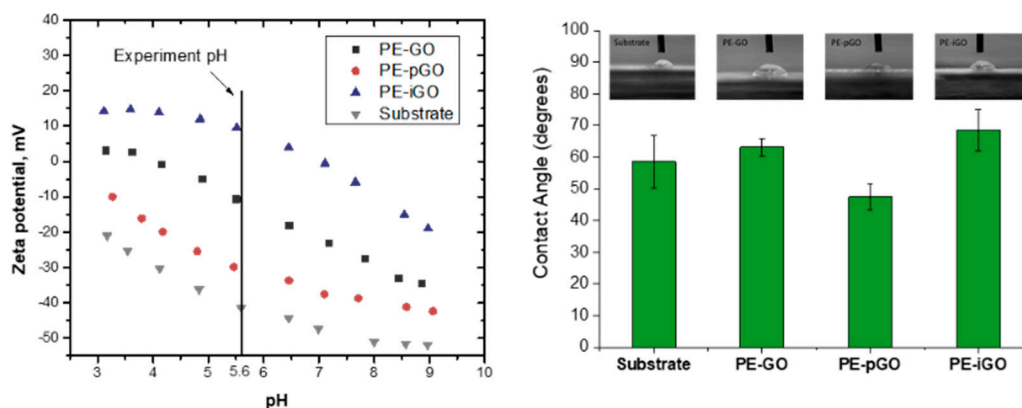 40
30
20
10
0
-10
-20
-30
-40
-50
Zeta potential, mV
Experiment pH
PE-GO
PE-pGO
PE-iGO
Substrate
3 4 5 5.6 6 7 8 9 10
pH
100
90
80
70
60
50
40
30
20
10
0
Contact Angle (degrees)
Substrate PE-GO PE-pGO PE-iGO
Substrate PE-GO PE-pGO PE-iGO